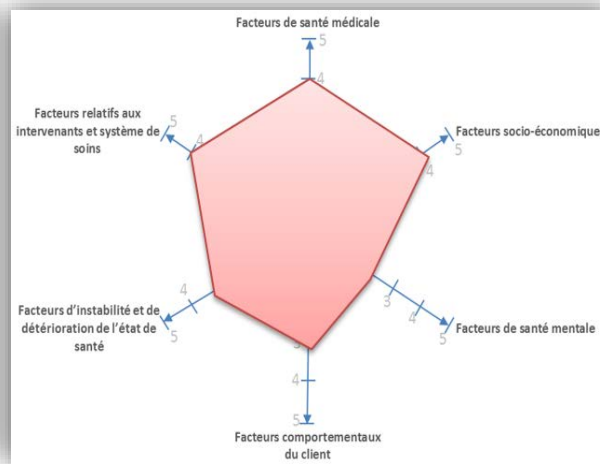 Facteurs de santé médicale
5
4
Facteurs relatifs aux
intervenants et système de
soins
5
4
Facteurs socio-économique
5
4
Facteurs d'instabilité et de
détérioration de l'état de
santé
4
5
3
4
5
Facteurs de santé mentale
4
5
Facteurs comportementaux
du client